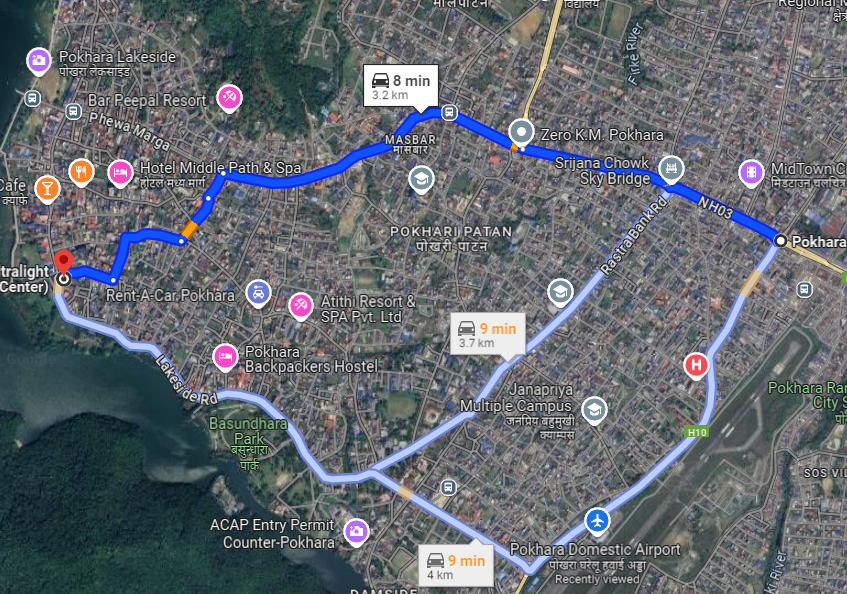 मालपाटन
विद्यालय
Regional M
Firke River
Pokhara Lakeside
पोखरा लेकसाइड
8 min
3.2 km
Bar Peepal Resort
Phewa Marga
MASBAR
मासबार
Zero K.M. Pokhara
Hotel Middle Path & Spa
होटल मध्य मार्ग
Srijana Chowk
Sky Bridge
MidTown C
मिडटाउन चलचित्र
Cafe
क्याफे
NH03
POKHARI PATAN
पोखरी पाटन
Rastra Bank Rd
Pokhara
tralight
Center)
Rent-A-Car Pokhara
Atithi Resort &
SPA Pvt. Ltd
9 min
3.7 km
Pokhara
Backpackers Hostel
Lakeside Rd
Janapriya
Multiple Campus
जनप्रिय बहुमुखी
क्याम्पस
Pokhara Ran
City S
Basundhara
Park
बसुन्धारा
पार्क
H10
SOS VIL
ACAP Entry Permit
Counter-Pokhara
9 min
4 km
Pokhara Domestic Airport
पोखरा घरेलु हवाई अड्डा
Recently viewed
ki River
DAMSIDE